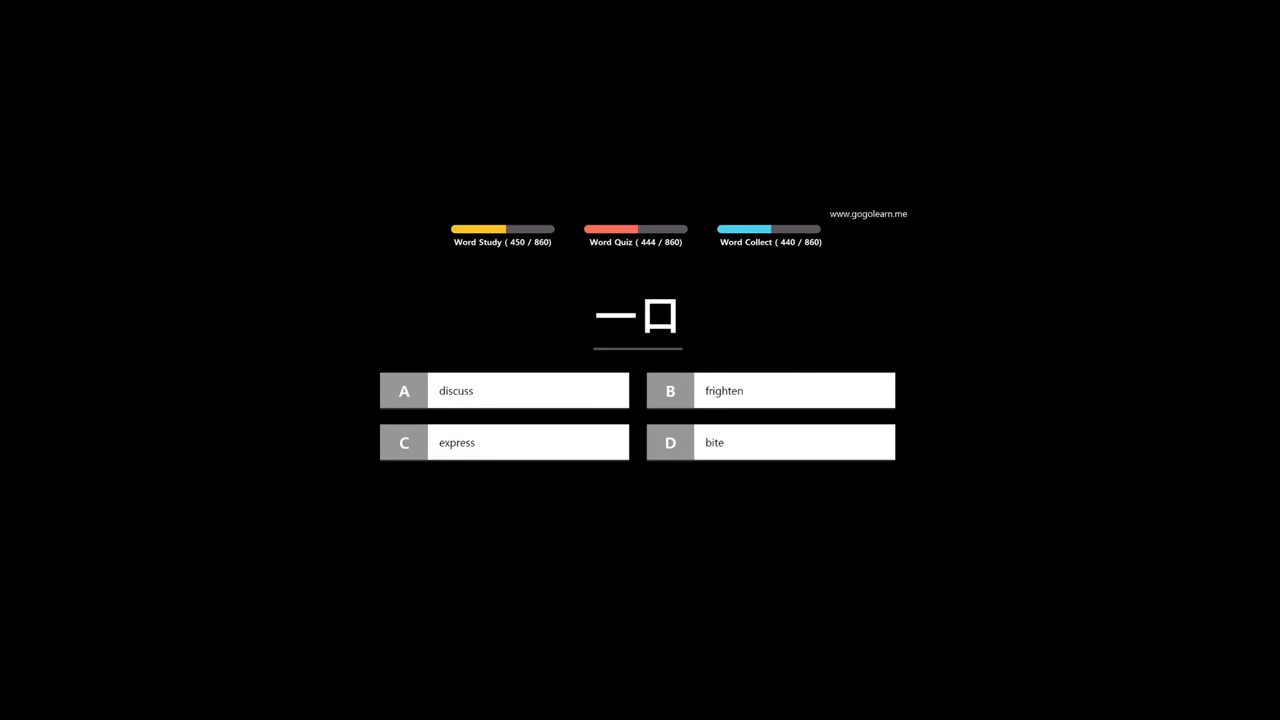 www.gogolearn.me
Word Study ( 450 / 860)
Word Quiz ( 444 / 860)
Word Collect ( 440 / 860)
一口
A discuss
B frighten
C express
D bite